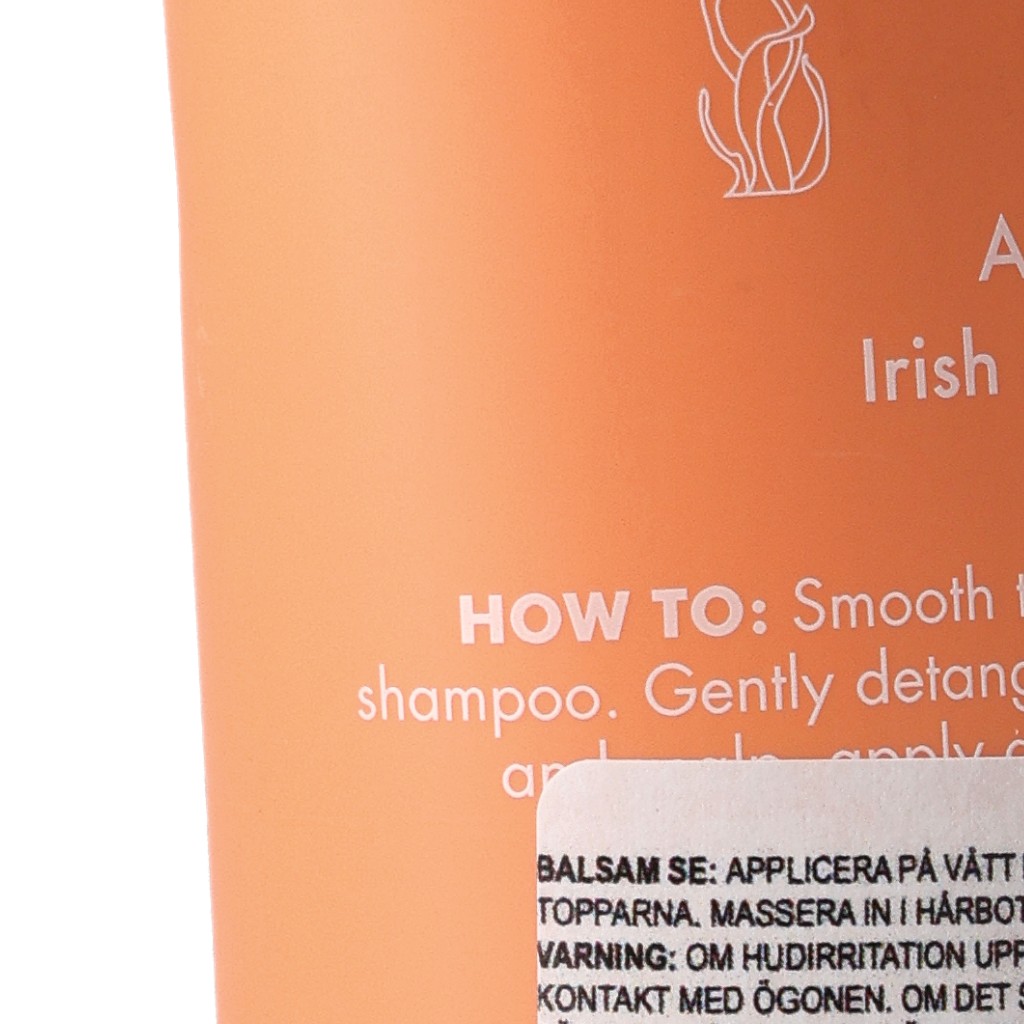 Irish
HOW TO: Smooth
shampoo. Gently
apply
BALSAM SE: APPLICERA PÅ VÅTT
TOPPARNA. MASSERA IN I
VARNING: OM HUDIRRITATION
KONTAKT MED ÖGONEN. OM DET